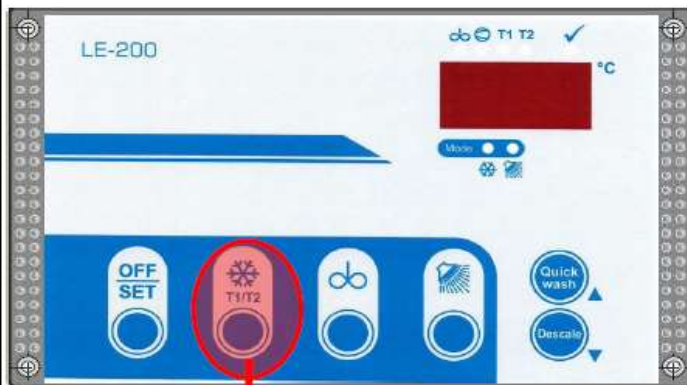 LE-200
T1 T2
°C
Mode
OFF
SET
T1/T2
Quick
wash
Descale